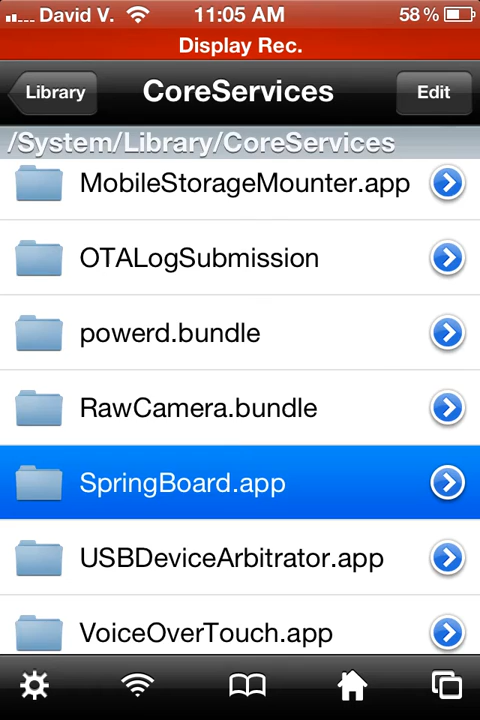 David V. 11:05 AM 58 %
Display Rec.
Library CoreServices Edit
/System/Library/CoreServices
MobileStorageMounter.app
OTALogSubmission
powerd.bundle
RawCamera.bundle
SpringBoard.app
USBDeviceArbitrator.app
VoiceOverTouch.app